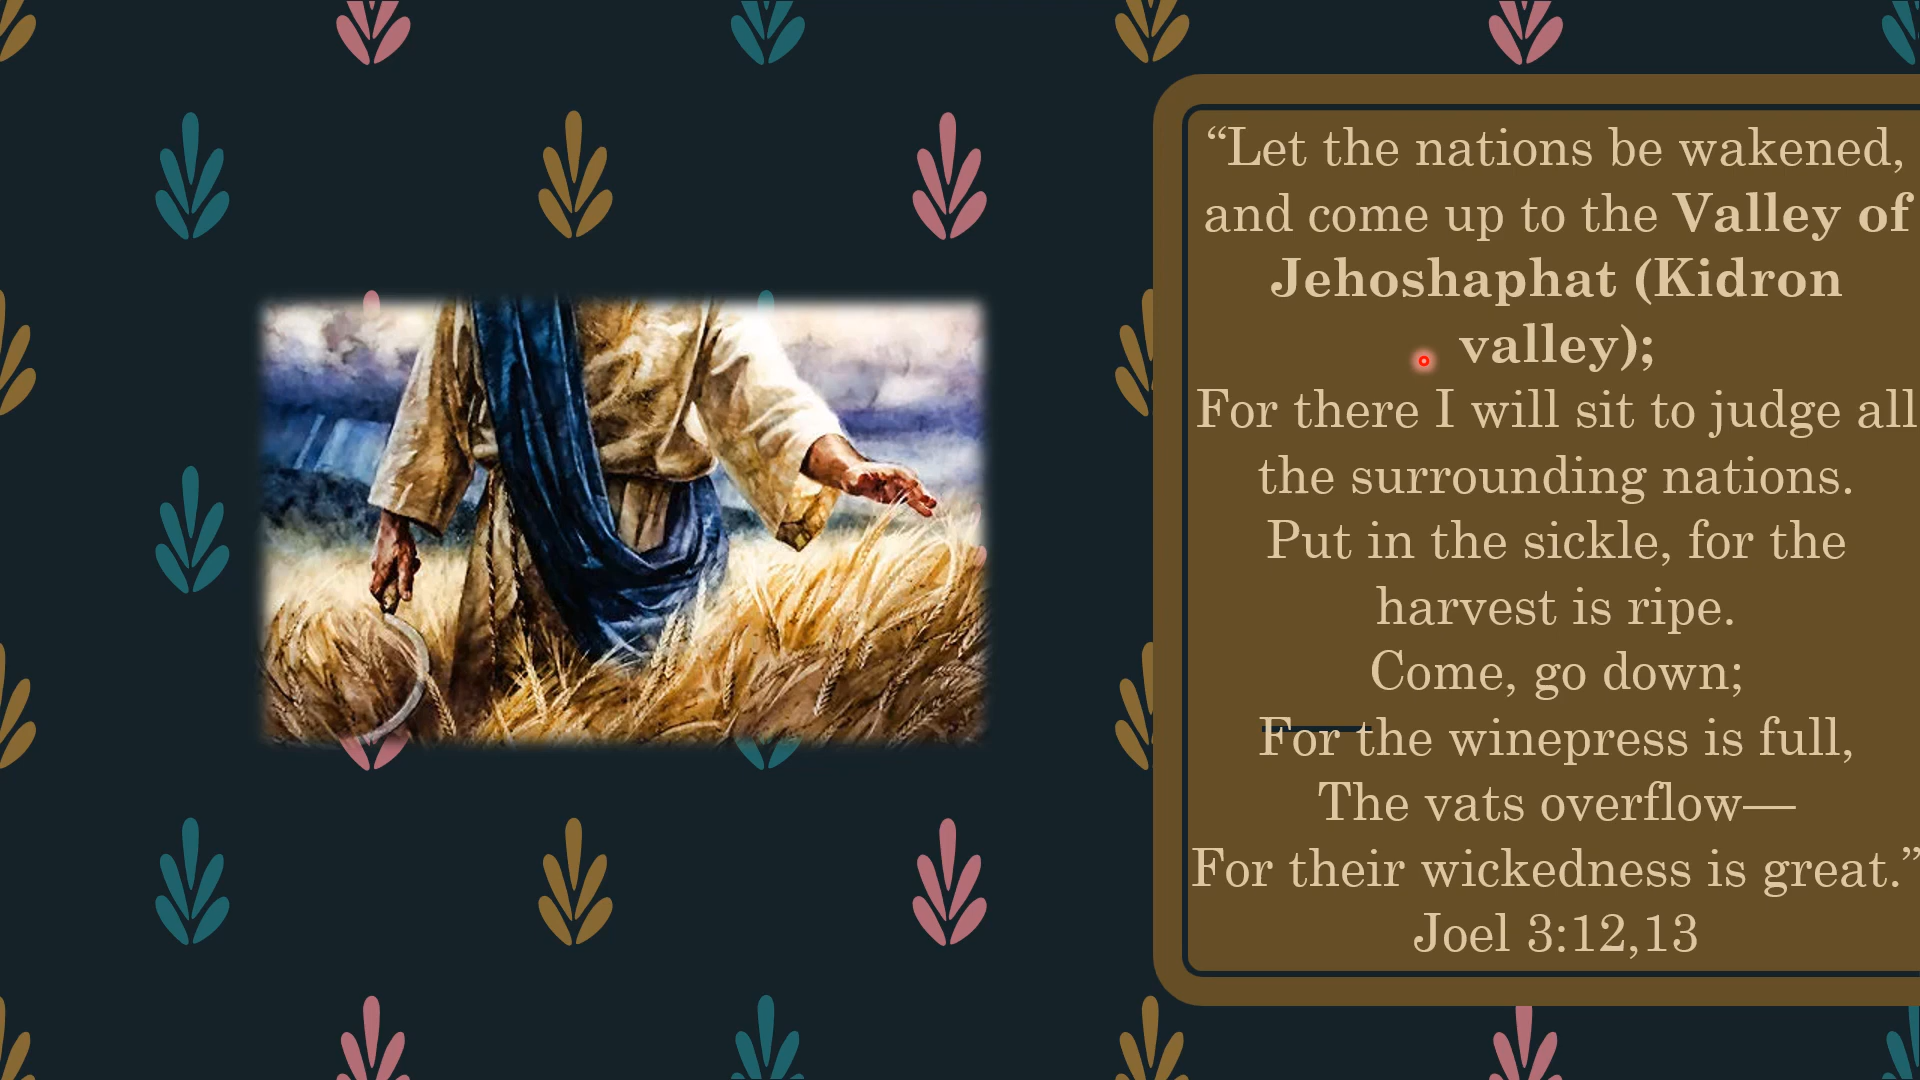 “Let the nations be wakened,
and come up to the Valley of
Jehoshaphat (Kidron
valley);
For there I will sit to judge all
the surrounding nations.
Put in the sickle, for the
harvest is ripe.
Come, go down;
For the winepress is full,
The vats overflow—
For their wickedness is great.”
Joel 3:12,13